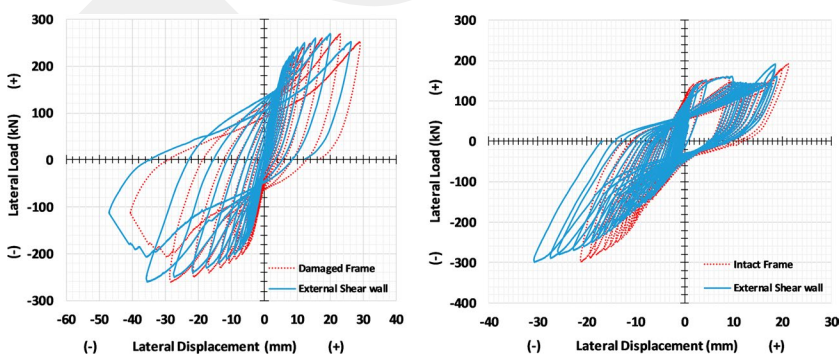 300
200
100
0
-100
-200
-300
(+)
Lateral Load (kN)
(-)
-60 -50 -40 -30 -20 -10 0 10 20 30 40
(-) Lateral Displacement (mm) (+)
Damaged Frame
External Shear wall
300
200
100
0
-100
-200
-300
-400
(+)
Lateral Load (kN)
(-)
-40 -30 -20 -10 0 10 20 30
(-) Lateral Displacement (mm) (+)
Intact Frame
External Shear wall